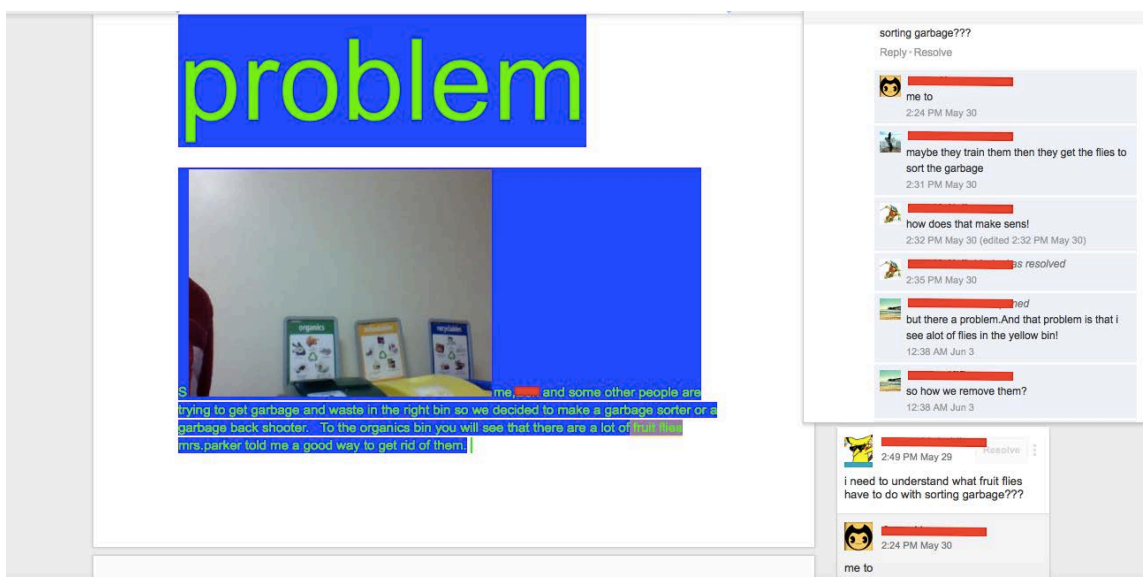 problem
organics
recyclables
S me, and some other people are
trying to get garbage and waste in the right bin so we decided to make a garbage sorter or a
garbage back shooter. To the organics bin you will see that there are a lot of fruit flies
mrs.parker told me a good way to get rid of them.
sorting garbage???
Reply · Resolve
me to
2:24 PM May 30
maybe they train them then they get the flies to
sort the garbage
2:31 PM May 30
how does that make sens!
2:32 PM May 30 (edited 2:32 PM May 30)
as resolved
2:35 PM May 30
ned
but there a problem.And that problem is that i
see alot of flies in the yellow bin!
12:38 AM Jun 3
so how we remove them?
12:38 AM Jun 3
Resolve
2:49 PM May 29
i need to understand what fruit flies
have to do with sorting garbage???
2:24 PM May 30
me to